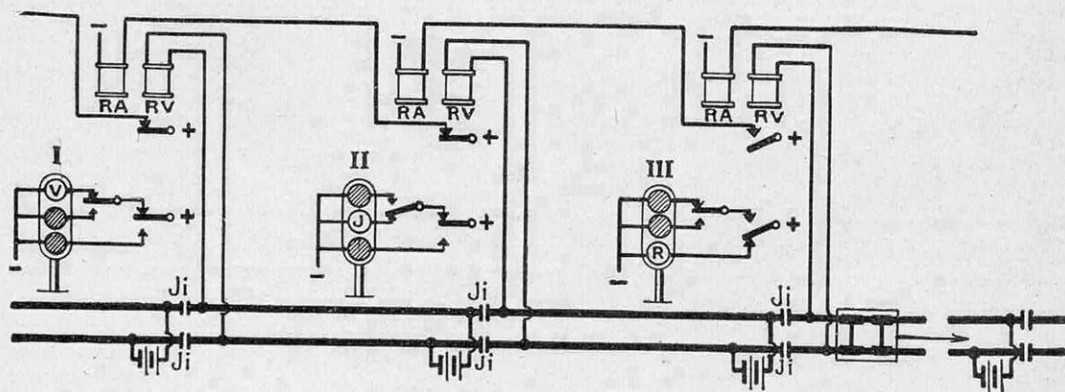 RA RV RA RV RA RV
+ + +
I II III
V + J + R +
Ji Ji Ji
Ji Ji Ji